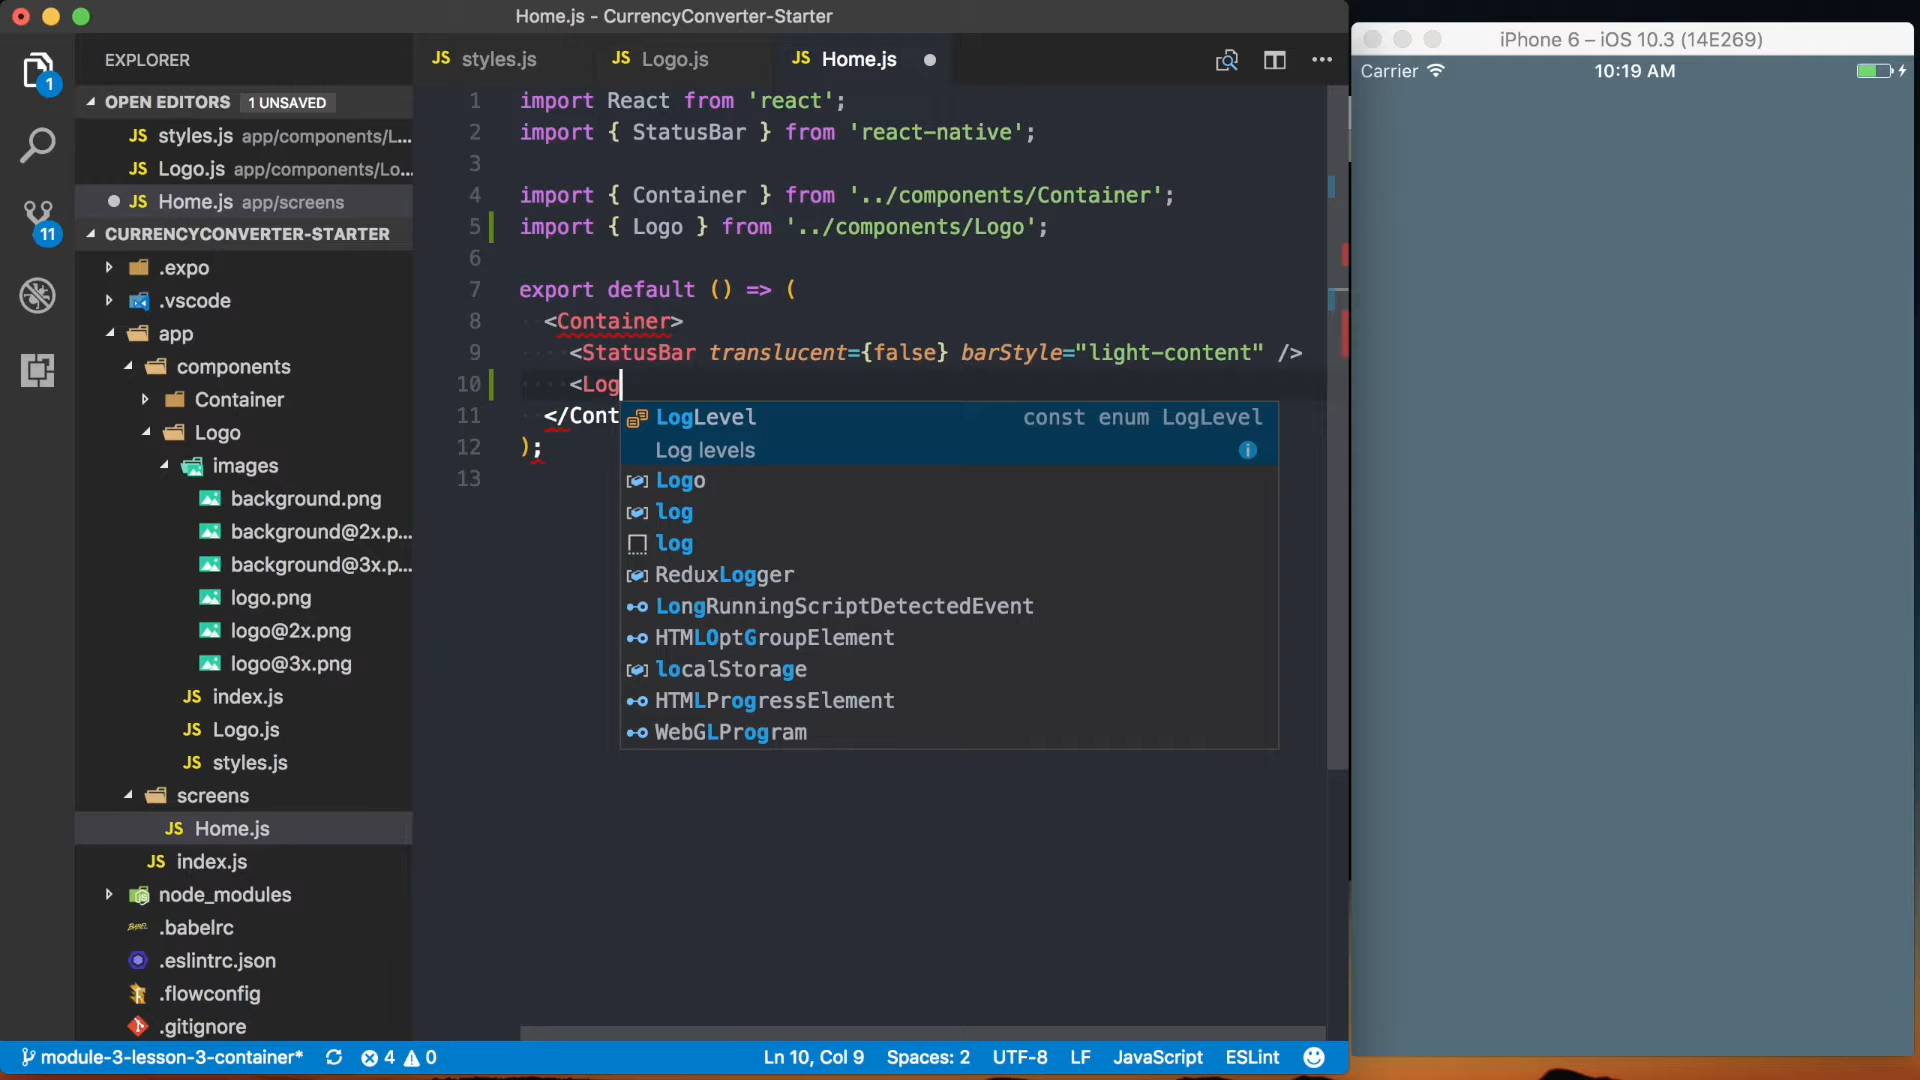 Home.js - CurrencyConverter-Starter
EXPLORER
OPEN EDITORS 1 UNSAVED
JS styles.js app/components/L...
JS Logo.js app/components/Lo...
JS Home.js app/screens
CURRENCYCONVERTER-STARTER
.expo
.vscode
app
components
Container
Logo
images
background.png
background@2x.p...
background@3x.p...
logo.png
logo@2x.png
logo@3x.png
JS index.js
JS Logo.js
JS styles.js
screens
JS Home.js
JS index.js
node_modules
.babelrc
.eslintrc.json
.flowconfig
.gitignore
1
11
JS styles.js
JS Logo.js
JS Home.js
1 import React from 'react';
2 import { StatusBar } from 'react-native';
3
4 import { Container } from '../components/Container';
5 import { Logo } from '../components/Logo';
6
7 export default () => (
8 <Container>
9 <StatusBar translucent={false} barStyle="light-content" />
10 <Log
11 </Cont
12 );
13
LogLevel const enum LogLevel
Log levels
Logo
log
log
ReduxLogger
LongRunningScriptDetectedEvent
HTMLOptGroupElement
localStorage
HTMLProgressElement
WebGLProgram
module-3-lesson-3-container* 4 0 Ln 10, Col 9 Spaces: 2 UTF-8 LF JavaScript ESLint
iPhone 6 – iOS 10.3 (14E269)
Carrier 10:19 AM